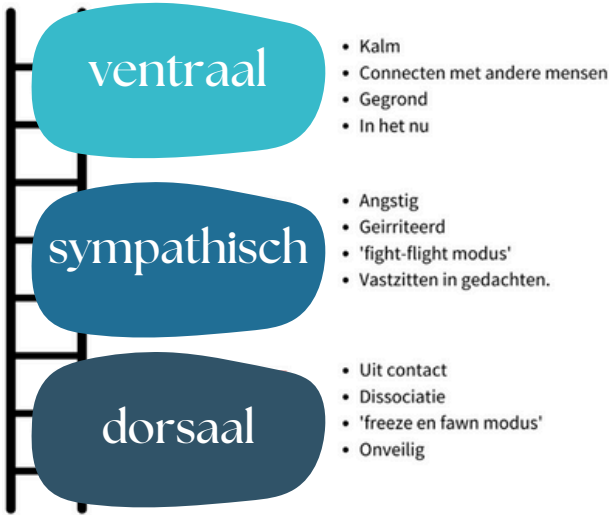 ventraal
• Kalm
• Connecten met andere mensen
• Gegrond
• In het nu
sympathisch
• Angstig
• Geirriteerd
• 'fight-flight modus'
• Vastzitten in gedachten.
dorsaal
• Uit contact
• Dissociatie
• 'freeze en fawn modus'
• Onveilig